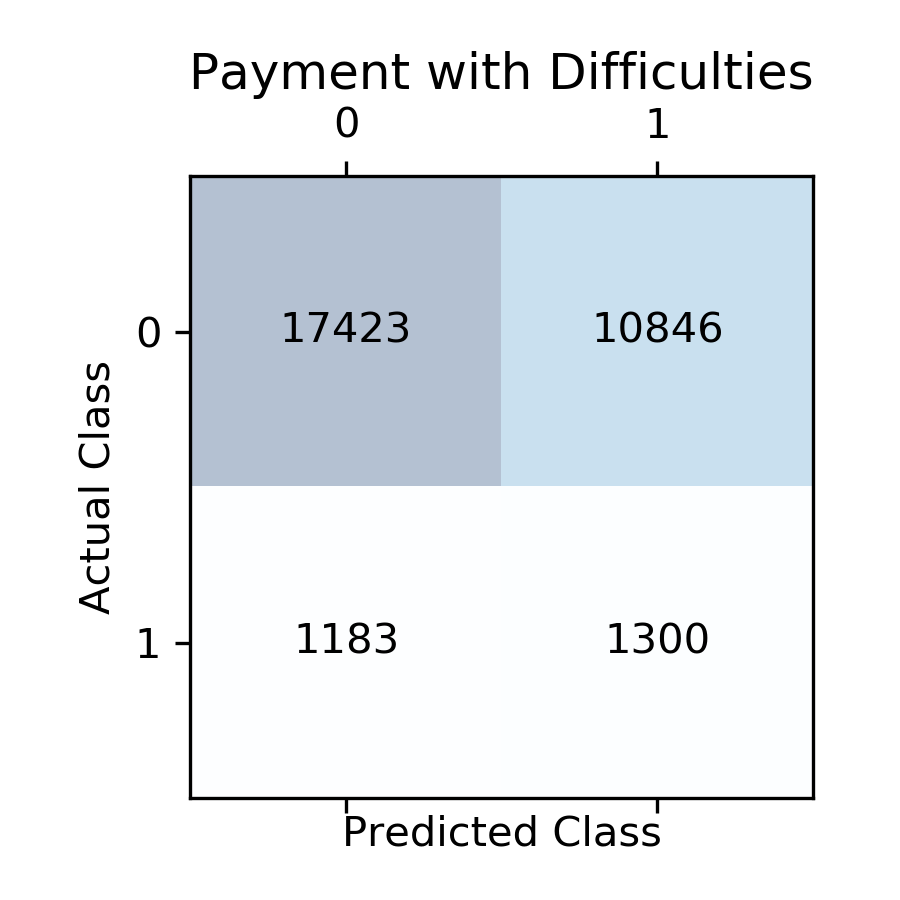 Payment with Difficulties
0 1
0 17423 10846
Actual Class
1 1183 1300
Predicted Class